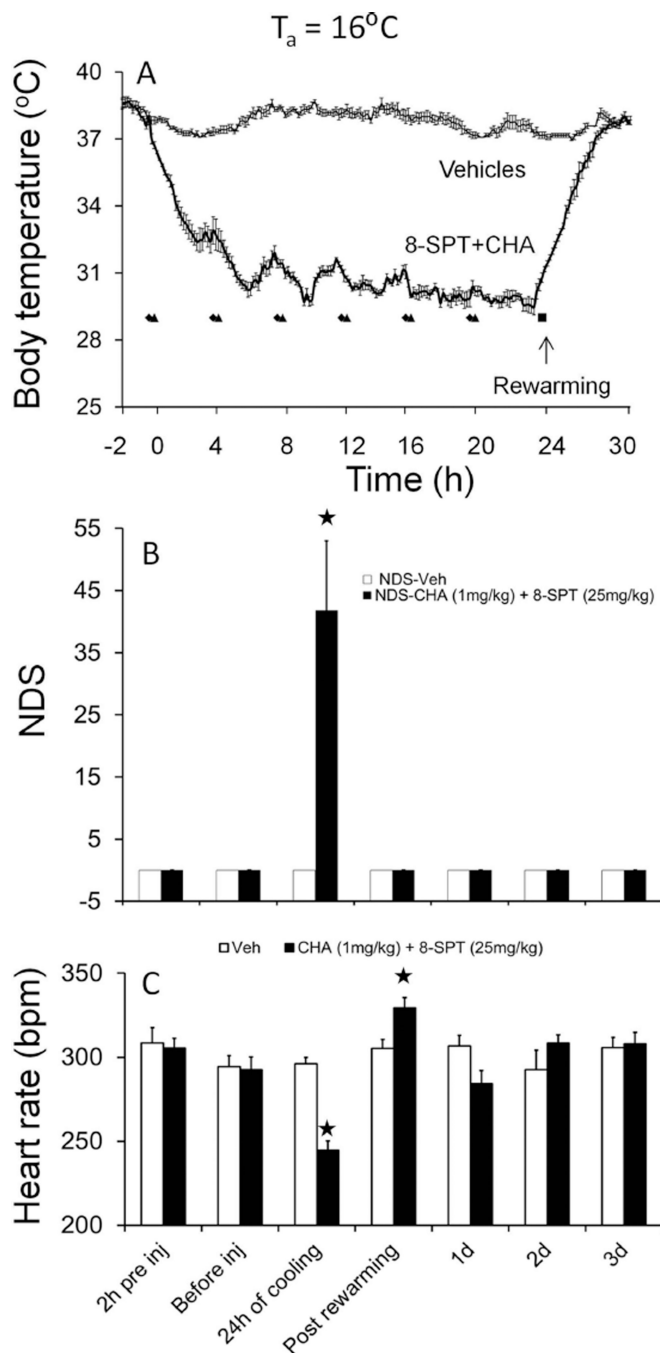 Ta = 16°C
A
Body temperature (°C)
40
37
34
31
28
25
Vehicles
8-SPT+CHA
Rewarming
-2 0 4 8 12 16 20 24 30
Time (h)
B
NDS
55
45
35
25
15
5
-5
NDS-Veh
NDS-CHA (1mg/kg) + 8-SPT (25mg/kg)
C
Veh CHA (1mg/kg) + 8-SPT (25mg/kg)
Heart rate (bpm)
350
300
250
200
2h pre inj
Before inj
24h of cooling
Post rewarming
1d
2d
3d